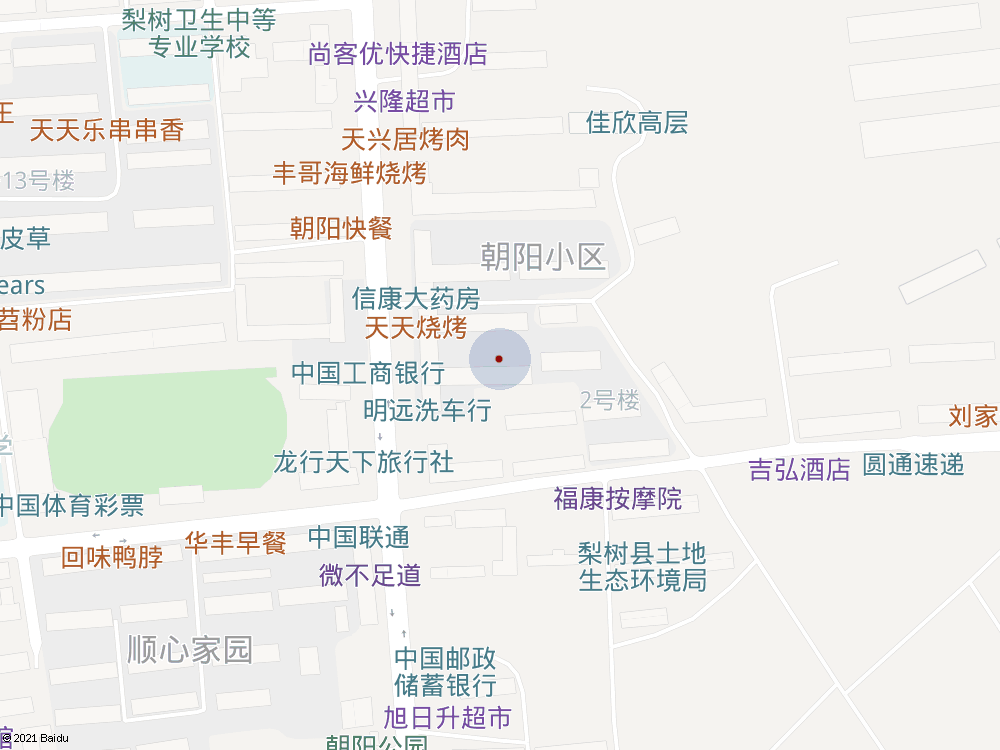 梨树卫生中等
专业学校
尚客优快捷酒店
兴隆超市
佳欣高层
王
天天乐串串香
天兴居烤肉
丰哥海鲜烧烤
13号楼
朝阳快餐
皮草
朝阳小区
ears
信康大药房
苕粉店
天天烧烤
中国工商银行
2号楼
明远洗车行
刘家
学
龙行天下旅行社
吉弘酒店
圆通速递
中国体育彩票
福康按摩院
华丰早餐
中国联通
回味鸭脖
梨树县土地
生态环境局
微不足道
顺心家园
中国邮政
储蓄银行
旭日升超市
朝阳公园
© 2021 Baidu